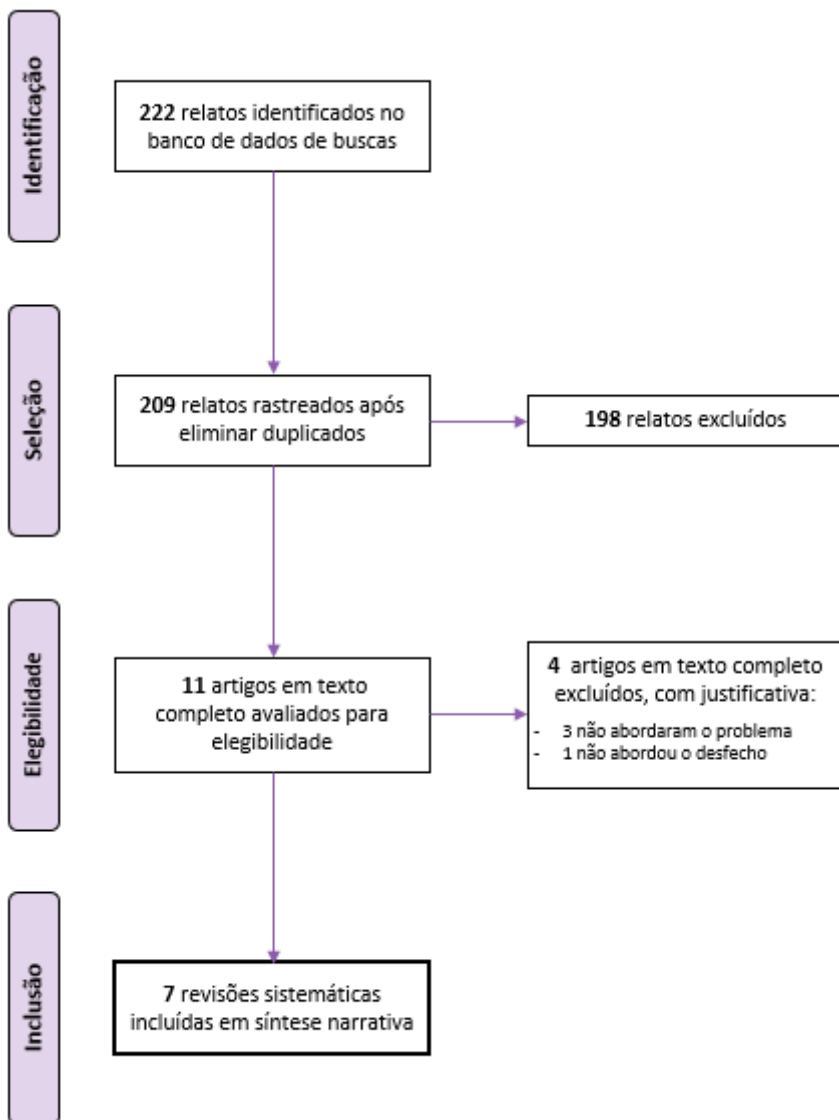 Identificação
222 relatos identificados no
banco de dados de buscas
Seleção
209 relatos rastreados após
eliminar duplicados
198 relatos excluídos
Elegibilidade
11 artigos em texto
completo avaliados para
elegibilidade
4 artigos em texto completo
excluídos, com justificativa:
- 3 não abordaram o problema
- 1 não abordou o desfecho
Inclusão
7 revisões sistemáticas
incluídas em síntese narrativa